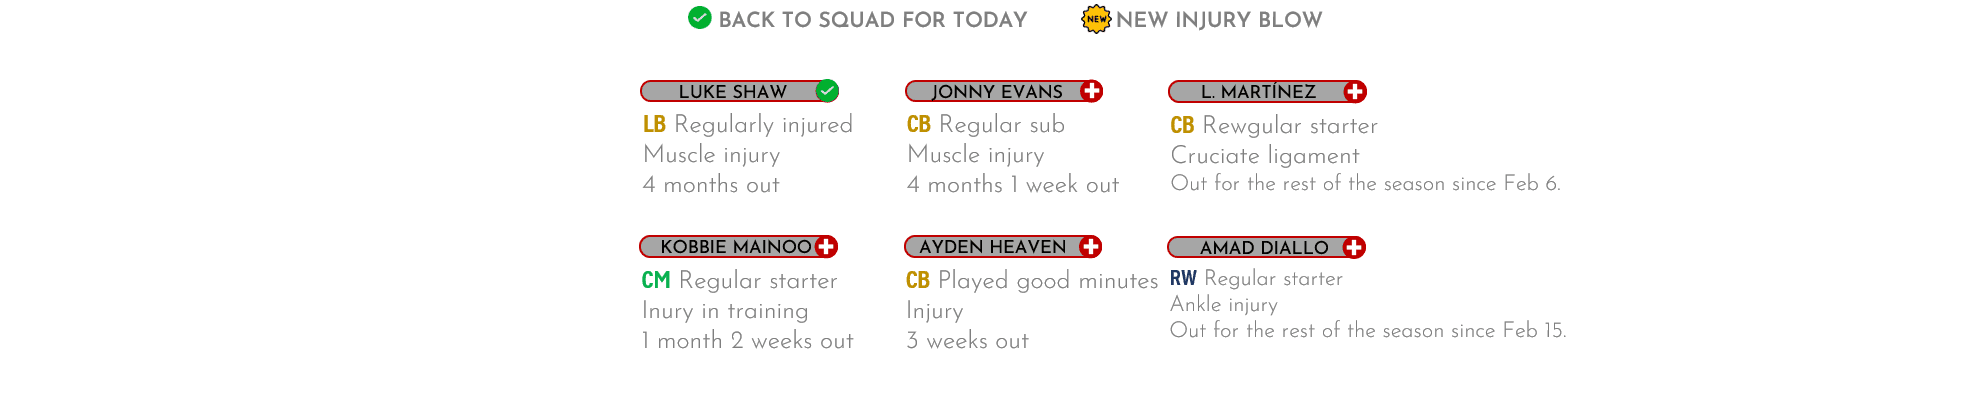 BACK TO SQUAD FOR TODAY
NEW NEW INJURY BLOW
LUKE SHAW
LB Regularly injured
Muscle injury
4 months out
JONNY EVANS
CB Regular sub
Muscle injury
4 months 1 week out
L. MARTÍNEZ
CB Rewgular starter
Cruciate ligament
Out for the rest of the season since Feb 6.
KOBBIE MAINOO
CM Regular starter
Inury in training
1 month 2 weeks out
AYDEN HEAVEN
CB Played good minutes
Injury
3 weeks out
AMAD DIALLO
RW Regular starter
Ankle injury
Out for the rest of the season since Feb 15.